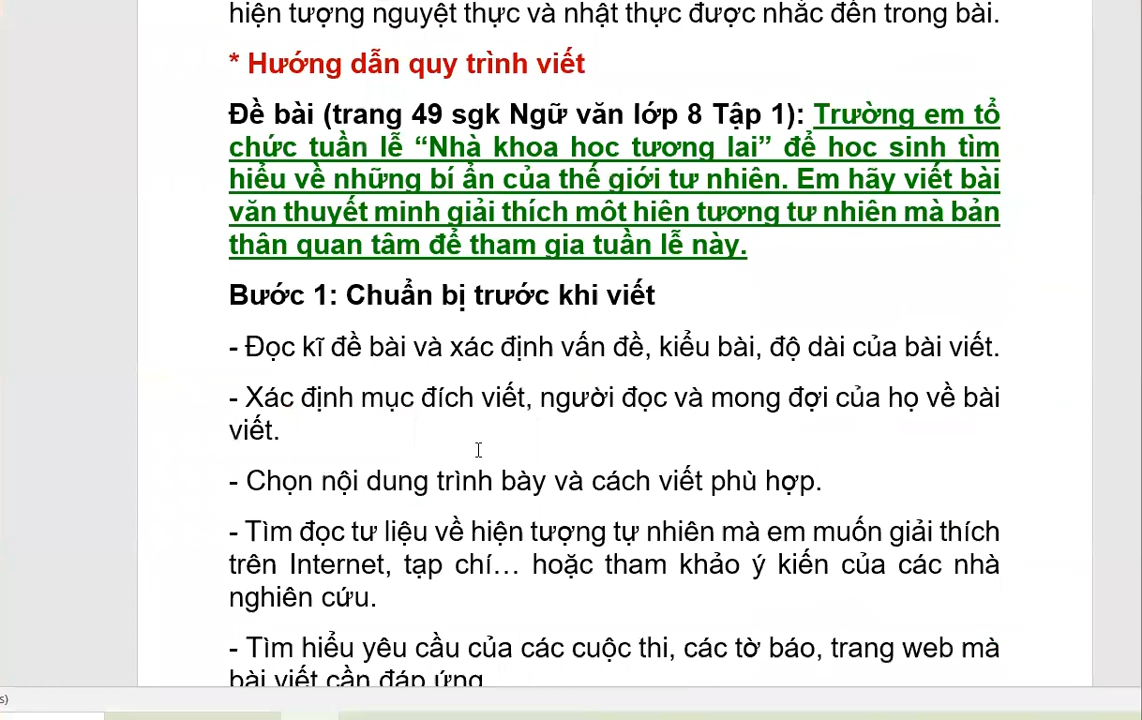 hiện tượng nguyệt thực và nhật thực được nhắc đến trong bài.
* Hướng dẫn quy trình viết
Đề bài (trang 49 sgk Ngữ văn lớp 8 Tập 1): Trường em tổ
chức tuần lễ “Nhà khoa học tương lai” để học sinh tìm
hiểu về những bí ẩn của thế giới tự nhiên. Em hãy viết bài
văn thuyết minh giải thích một hiện tượng tự nhiên mà bản
thân quan tâm để tham gia tuần lễ này.
Bước 1: Chuẩn bị trước khi viết
- Đọc kĩ đề bài và xác định vấn đề, kiểu bài, độ dài của bài viết.
- Xác định mục đích viết, người đọc và mong đợi của họ về bài
viết.
- Chọn nội dung trình bày và cách viết phù hợp.
- Tìm đọc tư liệu về hiện tượng tự nhiên mà em muốn giải thích
trên Internet, tạp chí… hoặc tham khảo ý kiến của các nhà
nghiên cứu.
- Tìm hiểu yêu cầu của các cuộc thi, các tờ báo, trang web mà
bài viết cần đáp ứng
s)